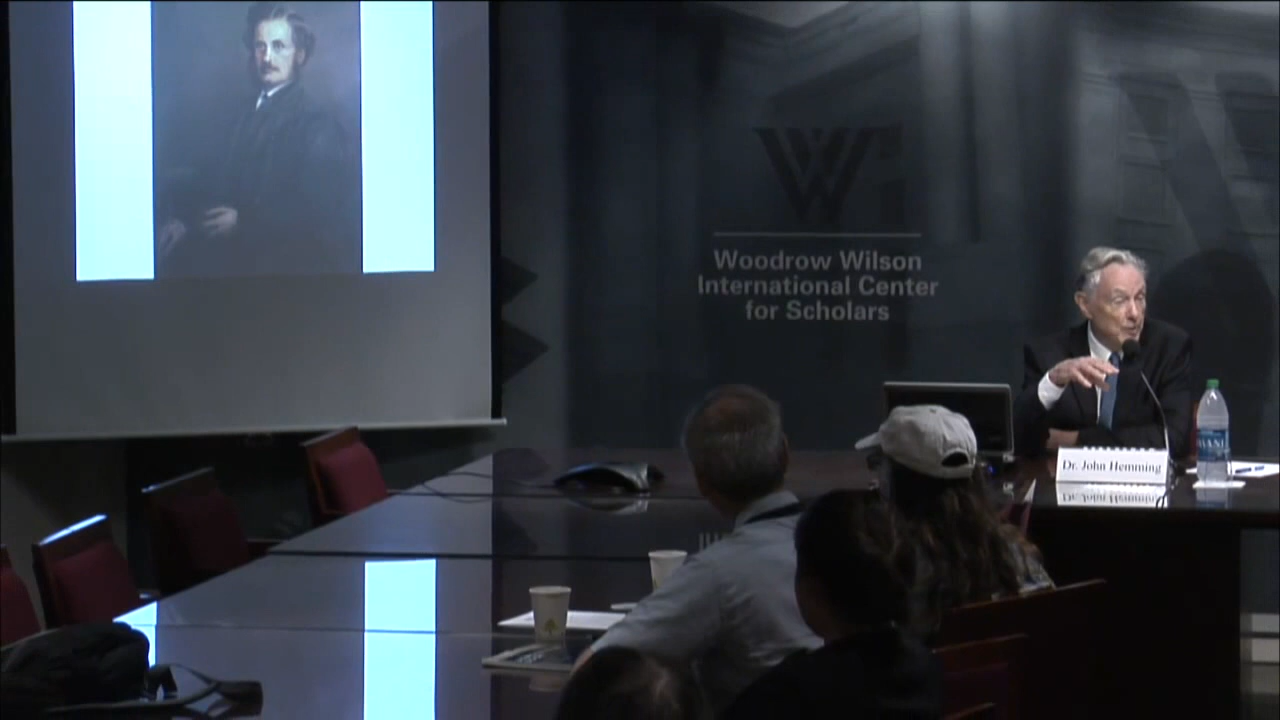 Woodrow Wilson
International Center
for Scholars
Dr. John Hemming